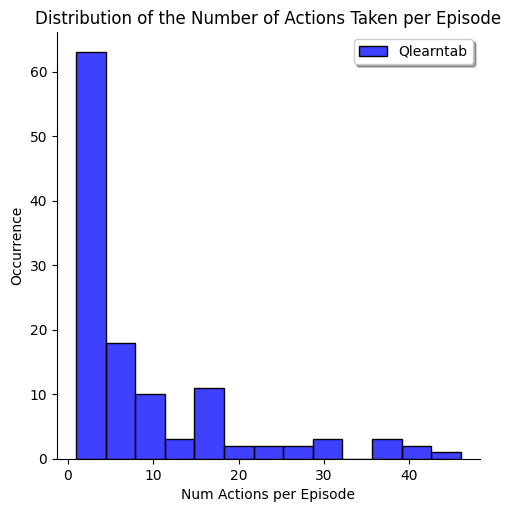 Distribution of the Number of Actions Taken per Episode
Qlearntab
Occurrence
60
50
40
30
20
10
0
0 10 20 30 40
Num Actions per Episode